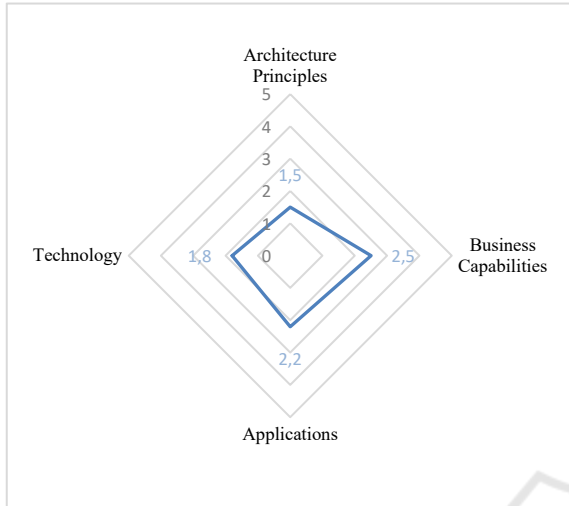 Architecture
Principles
5
4
3
1,5
2
1
Technology
1,8
0
2,5
Business
Capabilities
2,2
Applications